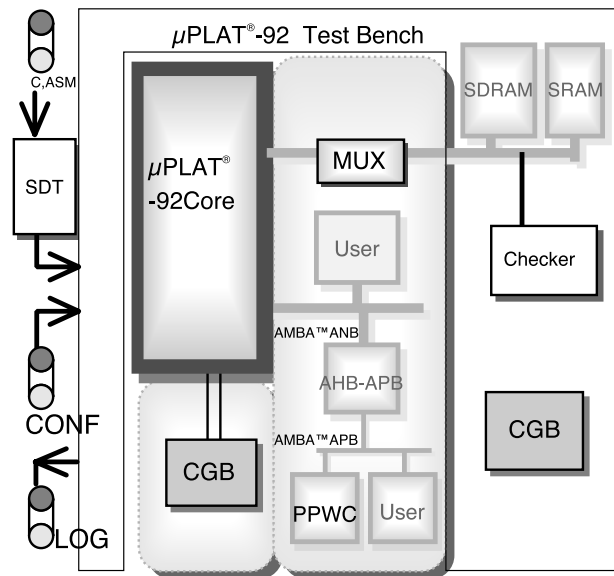 µPLAT®-92 Test Bench
C,ASM
SDRAM
SRAM
µPLAT®
-92Core
MUX
SDT
User
Checker
AMBA™ANB
AHB-APB
CONF
AMBA™APB
CGB
CGB
PPWC
User
LOG